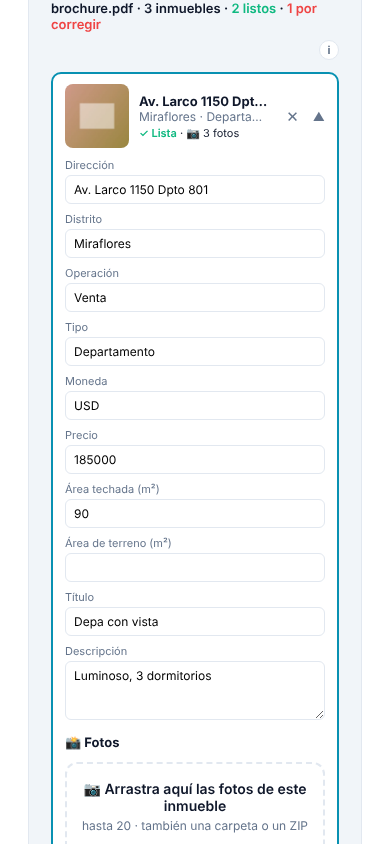 brochure.pdf · 3 inmuebles · 2 listos · 1 por
corregir
i
Av. Larco 1150 Dpt...
Miraflores · Departa...
✓ Lista · 📷 3 fotos
✕ ▲
Dirección
Av. Larco 1150 Dpto 801
Distrito
Miraflores
Operación
Venta
Tipo
Departamento
Moneda
USD
Precio
185000
Área techada (m²)
90
Área de terreno (m²)
Título
Depa con vista
Descripción
Luminoso, 3 dormitorios
📸 Fotos
📷 Arrastra aquí las fotos de este
inmueble
hasta 20 · también una carpeta o un ZIP